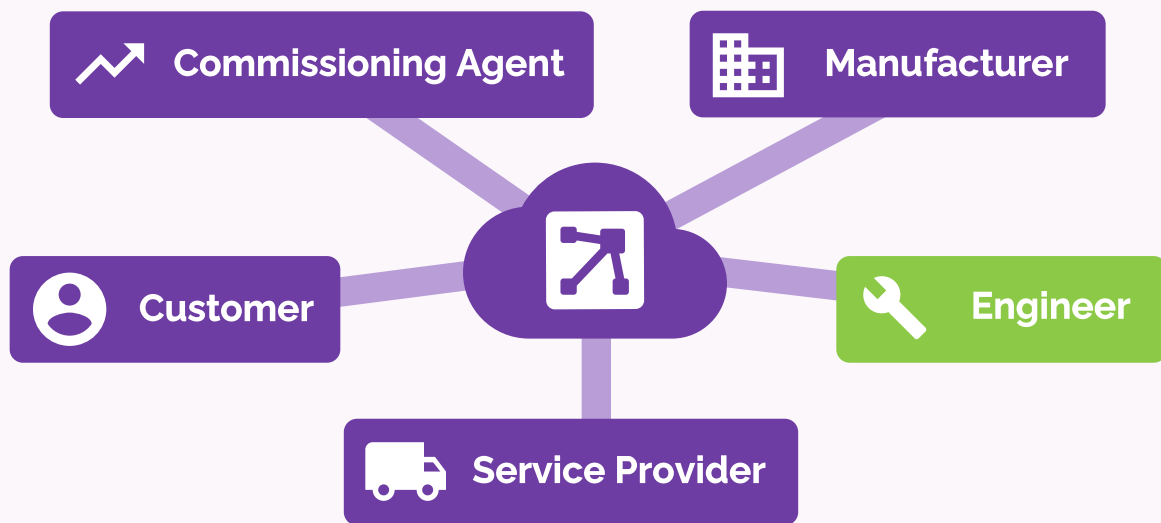 Commissioning Agent
Manufacturer
Customer
Engineer
Service Provider